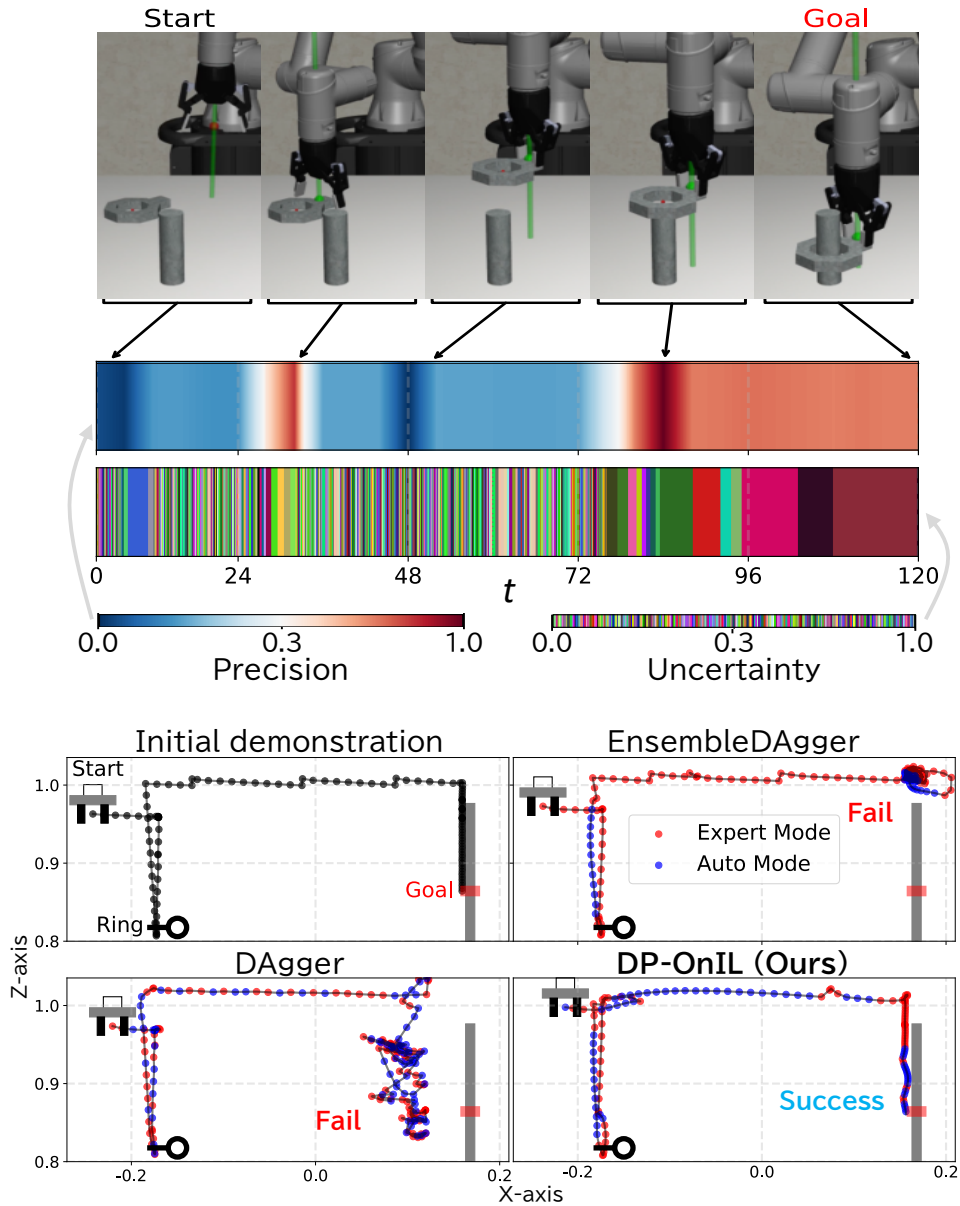 Start Goal
0 24 48 72 96 120
t
0.0 0.3 1.0 0.0 0.3 1.0
Precision Uncertainty
Initial demonstration EnsembleDAgger
Start
1.0
Fail
Expert Mode
Auto Mode
0.9
Goal
Ring
0.8
Z-axis
DAgger DP-OnIL (Ours)
1.0
0.9
Fail Success
0.8
-0.2 0.0 0.2 -0.2 0.0 0.2
X-axis